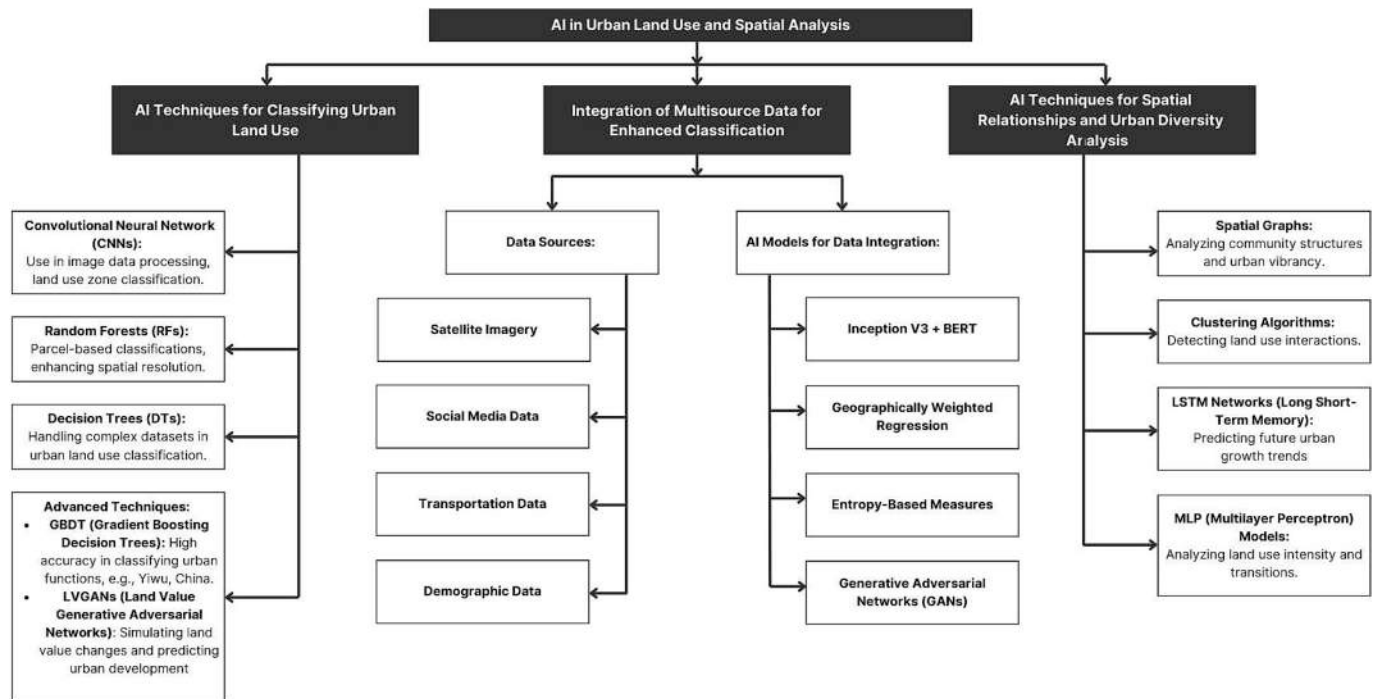 AI in Urban Land Use and Spatial Analysis
AI Techniques for Classifying Urban
Land Use
Integration of Multisource Data for
Enhanced Classification
AI Techniques for Spatial
Relationships and Urban Diversity
Analysis
Convolutional Neural Network
(CNNs):
Use in image data processing,
land use zone classification.
Random Forests (RFs):
Parcel-based classifications,
enhancing spatial resolution.
Decision Trees (DTs):
Handling complex datasets in
urban land use classification.
Advanced Techniques:
• GBDT (Gradient Boosting
Decision Trees): High
accuracy in classifying urban
functions, e.g., Yiwu, China.
• LVGANs (Land Value
Generative Adversarial
Networks): Simulating land
value changes and predicting
urban development
Data Sources:
Satellite Imagery
Social Media Data
Transportation Data
Demographic Data
AI Models for Data Integration:
Inception V3 + BERT
Geographically Weighted
Regression
Entropy-Based Measures
Generative Adversarial
Networks (GANs)
Spatial Graphs:
Analyzing community structures
and urban vibrancy.
Clustering Algorithms:
Detecting land use interactions.
LSTM Networks (Long Short-
Term Memory):
Predicting future urban
growth trends
MLP (Multilayer Perceptron)
Models:
Analyzing land use intensity and
transitions.